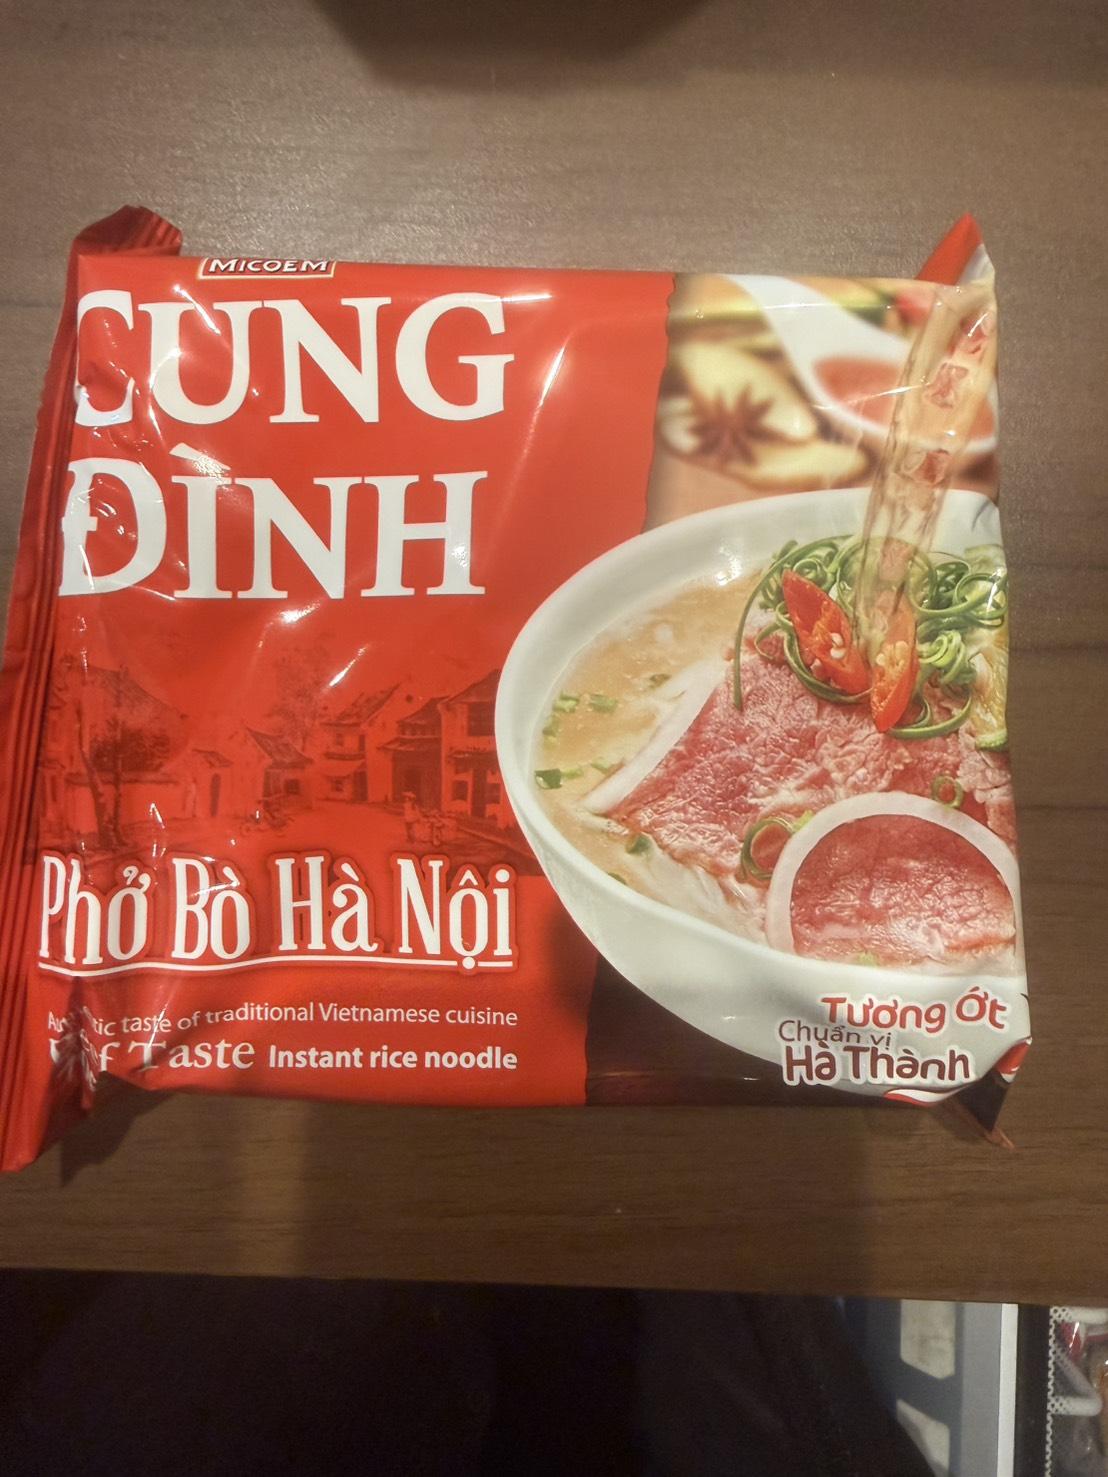 MICOEM
CUNG
ĐÌNH
Phở Bò Hà Nội
taste of traditional Vietnamese cuisine
Taste Instant rice noodle
Tương Ớt
Chuẩn vị
Hà Thành